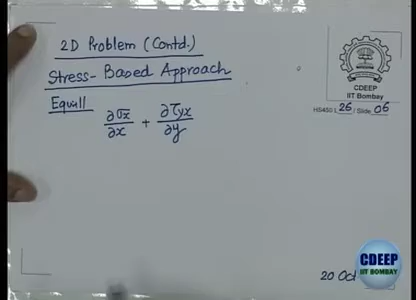 2D Problem (Contd.)
Stress-Based Approach
Equıll
∂σx/∂x + ∂τyx/∂y
CDEEP
IIT Bombay
HS450 L 26 / Slide 06
CDEEP
IIT BOMBAY
20 Oct